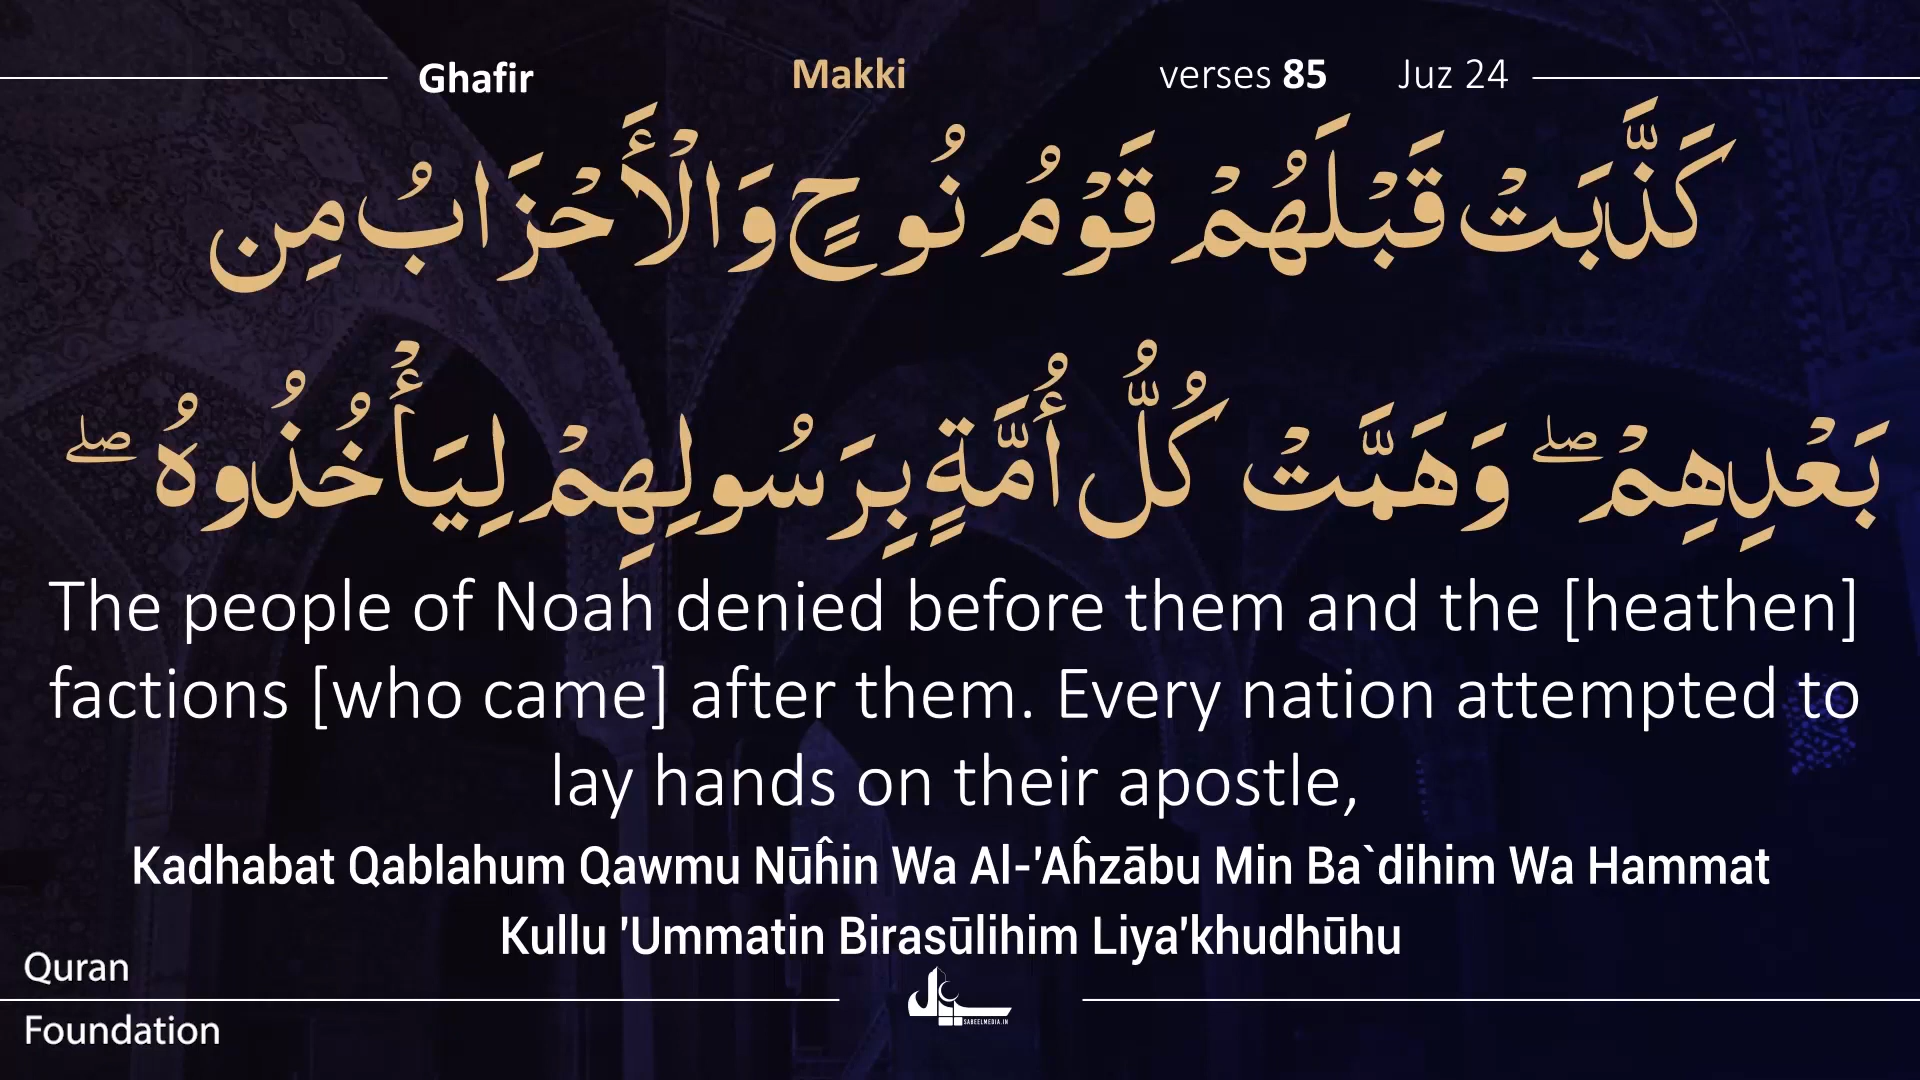 Ghafir Makki verses 85 Juz 24
كَذَّبَتْ قَبْلَهُمْ قَوْمُ نُوحٍ وَالْأَحْزَابُ مِن
بَعْدِهِمْ ۖ وَهَمَّتْ كُلُّ أُمَّةٍ بِرَسُولِهِمْ لِيَأْخُذُوهُ ۖ
The people of Noah denied before them and the [heathen]
factions [who came] after them. Every nation attempted to
lay hands on their apostle,
Kadhabat Qablahum Qawmu Nūĥin Wa Al-'Aĥzābu Min Ba`dihim Wa Hammat
Kullu 'Ummatin Birasūlihim Liya'khudhūhu
Quran
Foundation
SABEELMEDIA.IN